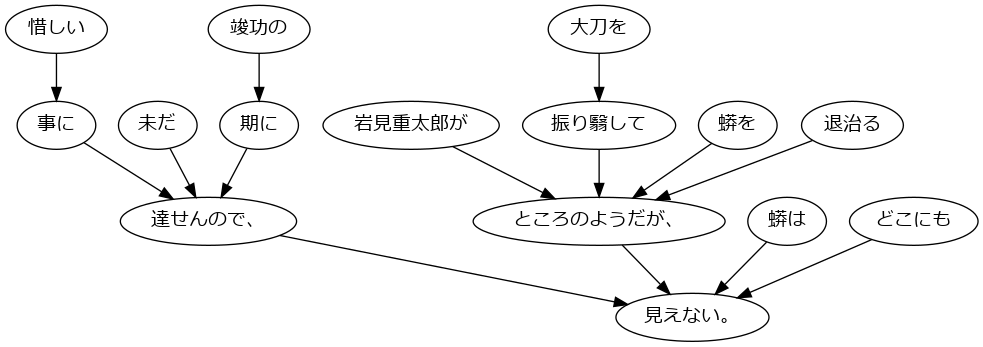 惜しい 竣功の 大刀を
事に 未だ 期に 岩見重太郎が 振り翳して 蟒を 退治る
達せんので、 ところのようだが、 蟒は どこにも
見えない。